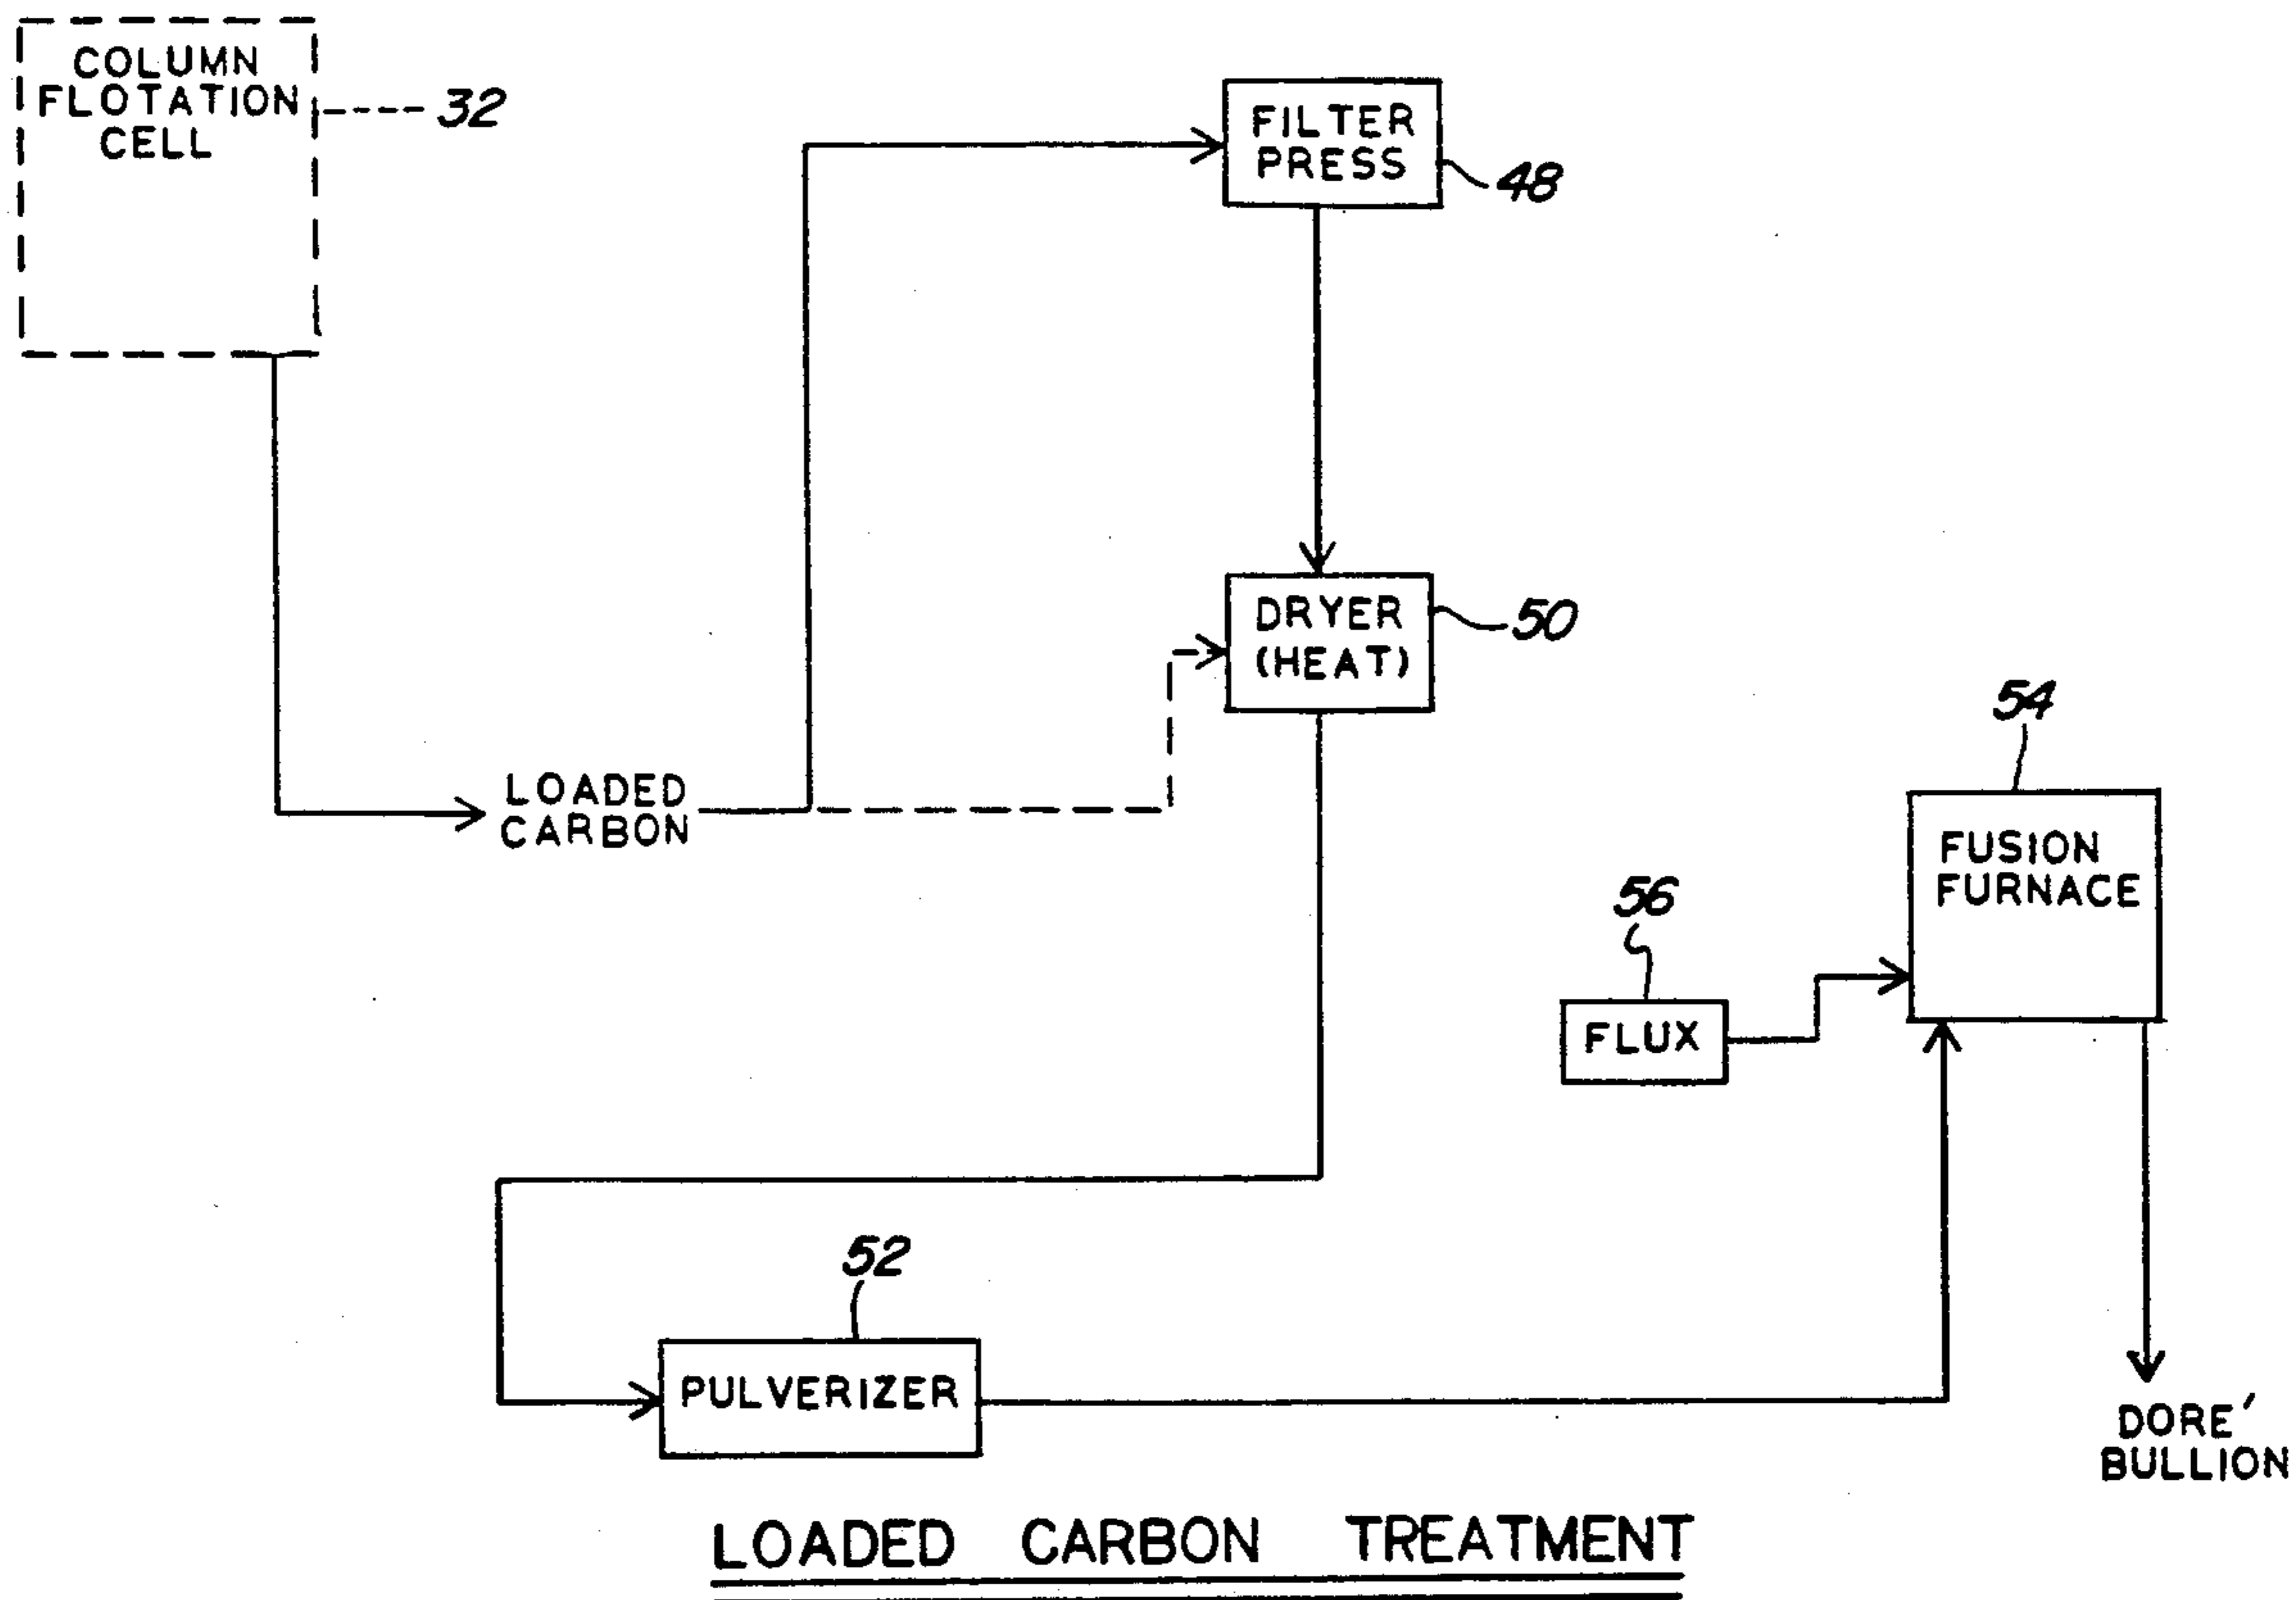 COLUMN
FLOTATION
CELL
32
FILTER
PRESS
48
DRYER
(HEAT)
50
LOADED
CARBON
54
FUSION
FURNACE
56
FLUX
52
PULVERIZER
DORE'
BULLION
LOADED CARBON TREATMENT